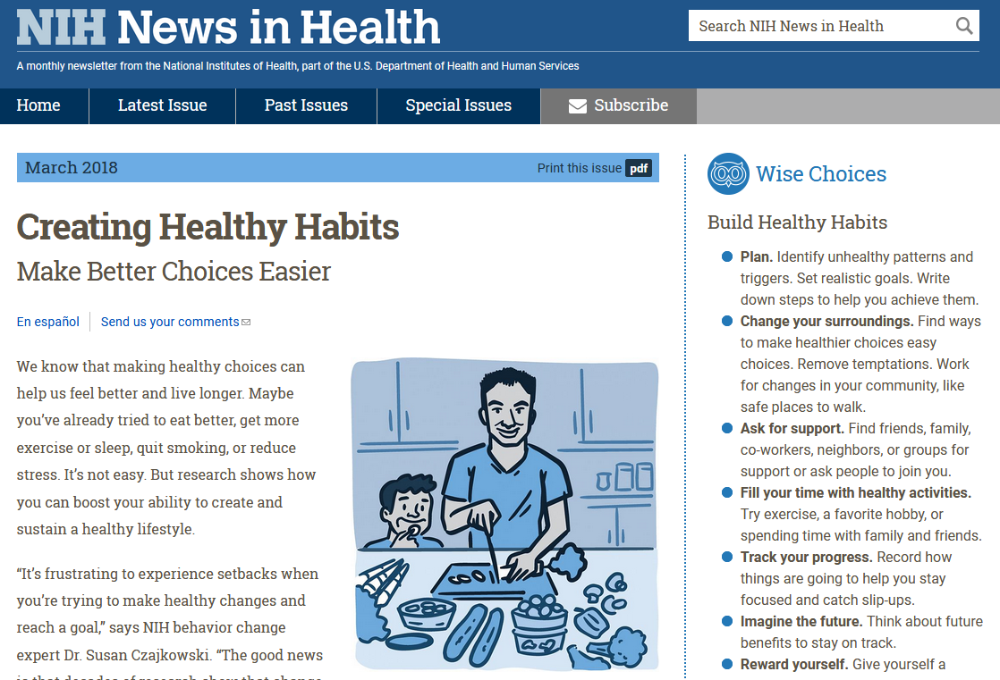 NIH News in Health
Search NIH News in Health
A monthly newsletter from the National Institutes of Health, part of the U.S. Department of Health and Human Services
Home
Latest Issue
Past Issues
Special Issues
Subscribe
March 2018
Print this issue pdf
Creating Healthy Habits
Make Better Choices Easier
En español
Send us your comments
We know that making healthy choices can
help us feel better and live longer. Maybe
you’ve already tried to eat better, get more
exercise or sleep, quit smoking, or reduce
stress. It’s not easy. But research shows how
you can boost your ability to create and
sustain a healthy lifestyle.
“It’s frustrating to experience setbacks when
you’re trying to make healthy changes and
reach a goal,” says NIH behavior change
expert Dr. Susan Czajkowski. “The good news
is that decades of research show that change
Wise Choices
Build Healthy Habits
Plan. Identify unhealthy patterns and
triggers. Set realistic goals. Write
down steps to help you achieve them.
Change your surroundings. Find ways
to make healthier choices easy
choices. Remove temptations. Work
for changes in your community, like
safe places to walk.
Ask for support. Find friends, family,
co-workers, neighbors, or groups for
support or ask people to join you.
Fill your time with healthy activities.
Try exercise, a favorite hobby, or
spending time with family and friends.
Track your progress. Record how
things are going to help you stay
focused and catch slip-ups.
Imagine the future. Think about future
benefits to stay on track.
Reward yourself. Give yourself a